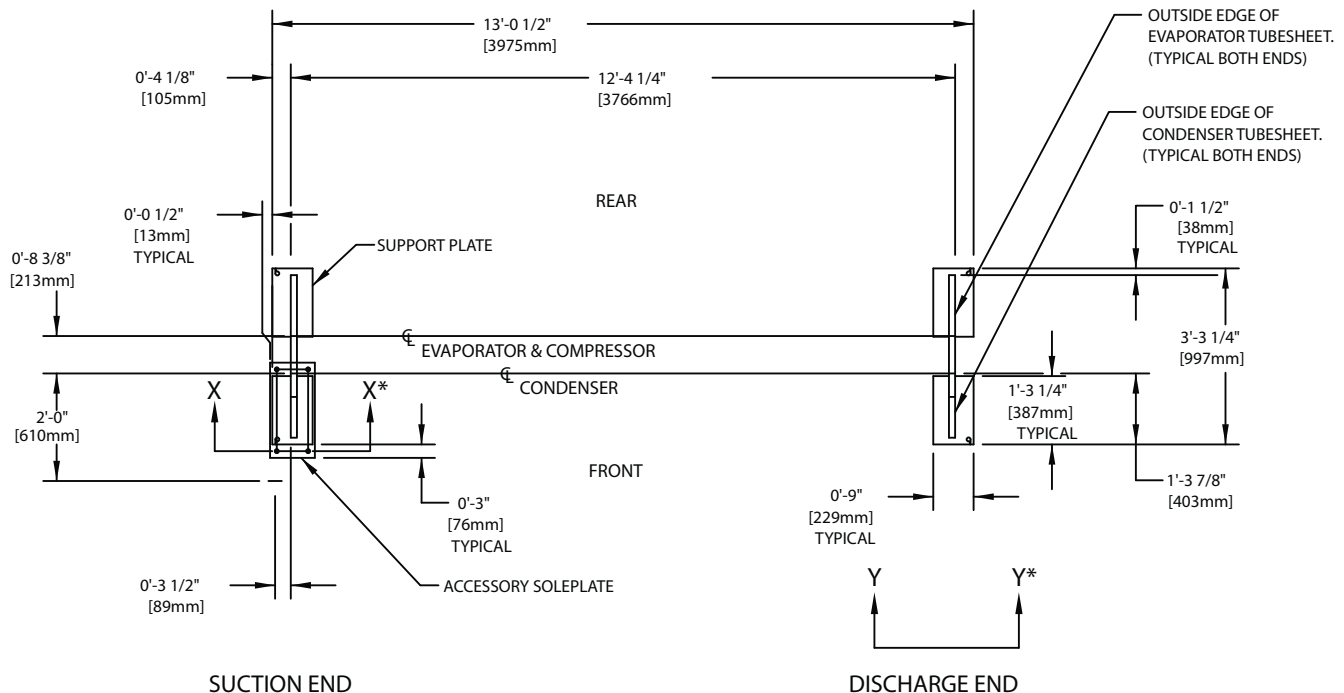 13'-0 1/2"
[3975mm]
OUTSIDE EDGE OF
EVAPORATOR TUBESHEET.
(TYPICAL BOTH ENDS)
0'-4 1/8"
[105mm]
12'-4 1/4"
[3766mm]
OUTSIDE EDGE OF
CONDENSER TUBESHEET.
(TYPICAL BOTH ENDS)
REAR
0'-0 1/2"
[13mm]
TYPICAL
0'-1 1/2"
[38mm]
TYPICAL
SUPPORT PLATE
0'-8 3/8"
[213mm]
℄
EVAPORATOR & COMPRESSOR
3'-3 1/4"
[997mm]
℄
CONDENSER
X
X*
1'-3 1/4"
[387mm]
TYPICAL
2'-0"
[610mm]
FRONT
1'-3 7/8"
[403mm]
0'-3"
[76mm]
TYPICAL
0'-9"
[229mm]
TYPICAL
0'-3 1/2"
[89mm]
ACCESSORY SOLEPLATE
Y
Y*
SUCTION END
DISCHARGE END